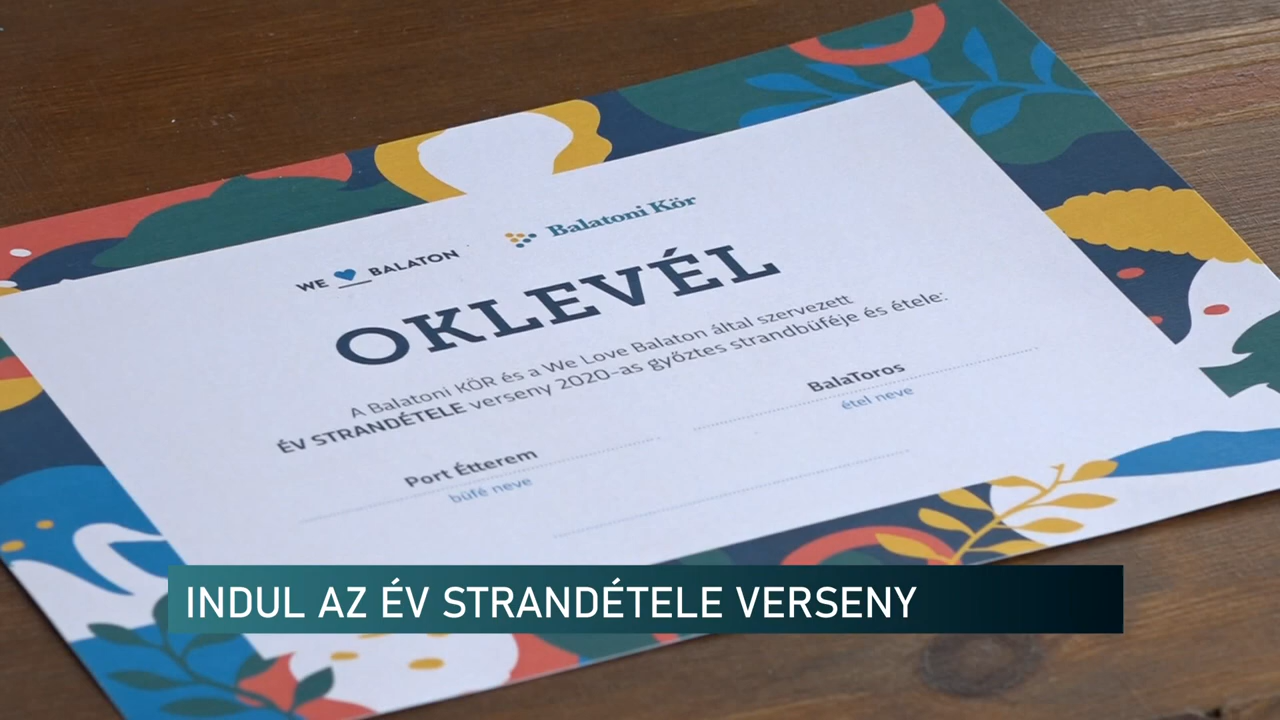 WE BALATON
Balatoni Kör
OKLEVÉL
A Balatoni KÖR és a We Love Balaton által szervezett
ÉV STRANDÉTELE verseny 2020-as győztes strandbüféje és étele:
Port Étterem
büfé neve
BalaToros
étel neve
INDUL AZ ÉV STRANDÉTELE VERSENY